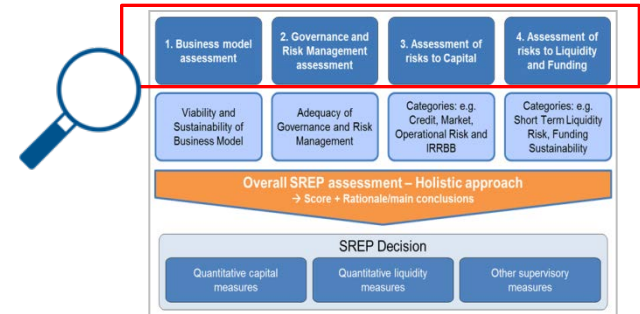 1. Business model
assessment
2. Governance and
Risk Management
assessment
3. Assessment of
risks to Capital
4. Assessment of
risks to Liquidity
and Funding
Viability and
Sustainability of
Business Model
Adequacy of
Governance and Risk
Management
Categories: e.g.
Credit, Market,
Operational Risk and
IRRBB
Categories: e.g.
Short Term Liquidity
Risk, Funding
Sustainability
Overall SREP assessment – Holistic approach
→ Score + Rationale/main conclusions
SREP Decision
Quantitative capital
measures
Quantitative liquidity
measures
Other supervisory
measures